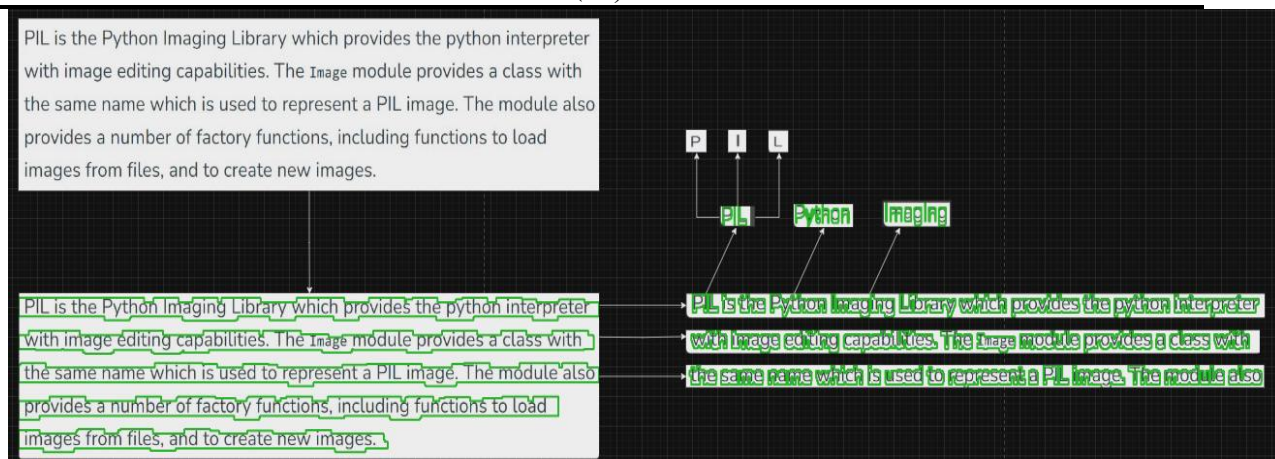 PIL is the Python Imaging Library which provides the python interpreter
with image editing capabilities. The Image module provides a class with
the same name which is used to represent a PIL image. The module also
provides a number of factory functions, including functions to load
images from files, and to create new images.
P I L
PIL Python Imaging
PIL is the Python Imaging Library which provides the python interpreter
with image editing capabilities. The Image module provides a class with
the same name which is used to represent a PIL image. The module also
provides a number of factory functions, including functions to load
images from files, and to create new images.
PIL is the Python Imaging Library which provides the python interpreter
with image editing capabilities. The Image module provides a class with
the same name which is used to represent a PIL image. The module also